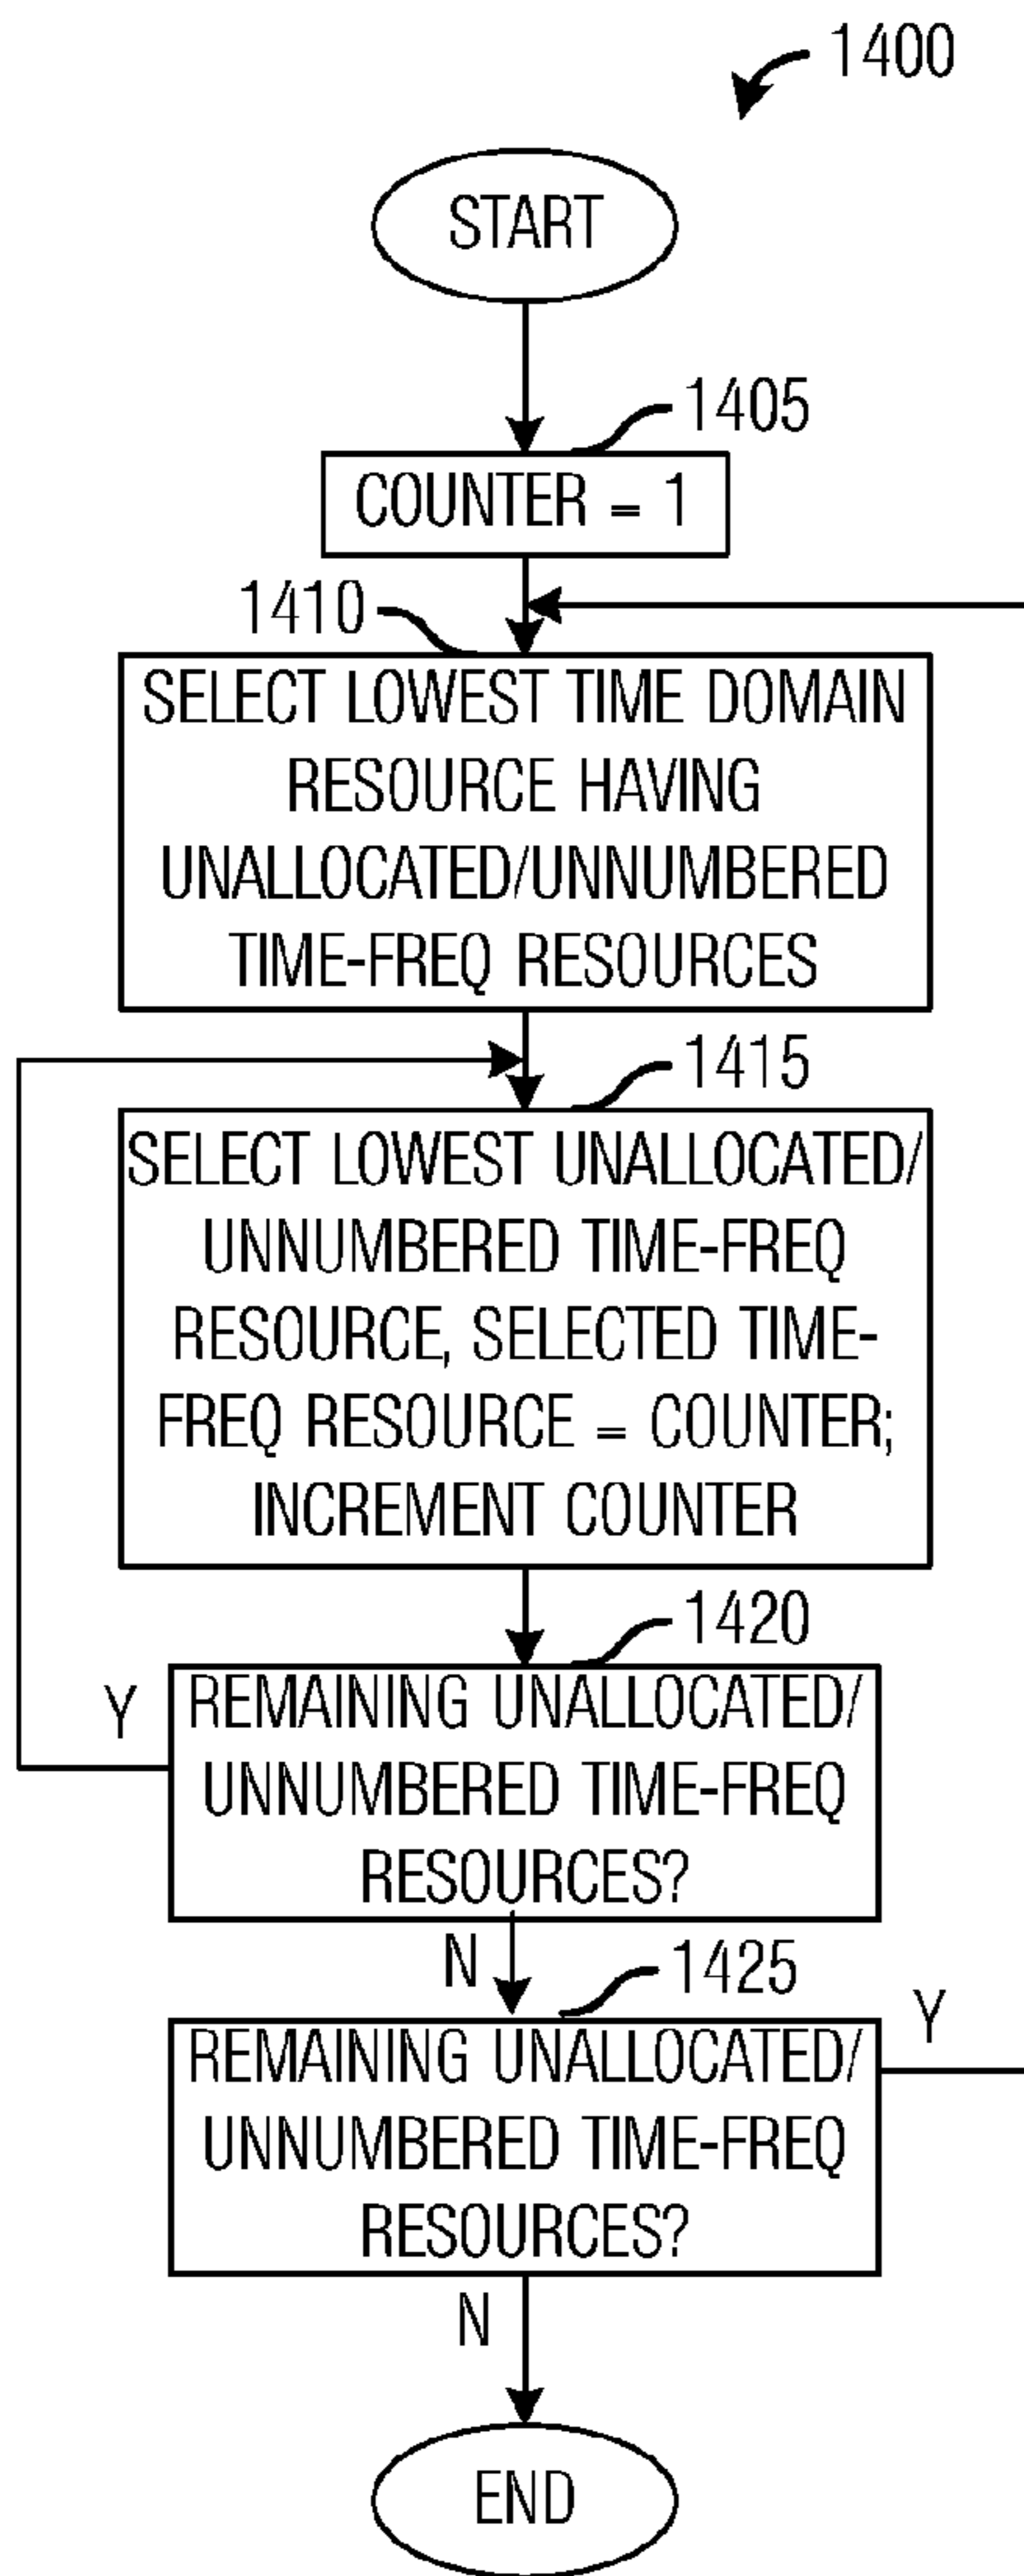 1400
START
1405
COUNTER = 1
1410
SELECT LOWEST TIME DOMAIN
RESOURCE HAVING
UNALLOCATED/UNNUMBERED
TIME-FREQ RESOURCES
1415
SELECT LOWEST UNALLOCATED/
UNNUMBERED TIME-FREQ
RESOURCE, SELECTED TIME-
FREQ RESOURCE = COUNTER;
INCREMENT COUNTER
1420
Y
REMAINING UNALLOCATED/
UNNUMBERED TIME-FREQ
RESOURCES?
N
1425
Y
REMAINING UNALLOCATED/
UNNUMBERED TIME-FREQ
RESOURCES?
N
END